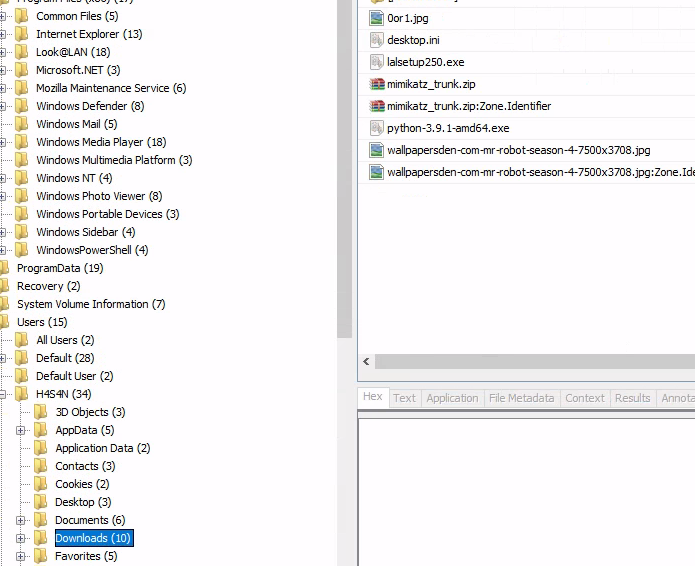 Program Files (x86) (17)
Common Files (5)
Internet Explorer (13)
Look@LAN (18)
Microsoft.NET (3)
Mozilla Maintenance Service (6)
Windows Defender (8)
Windows Mail (5)
Windows Media Player (18)
Windows Multimedia Platform (3)
Windows NT (4)
Windows Photo Viewer (8)
Windows Portable Devices (3)
Windows Sidebar (4)
WindowsPowerShell (4)
ProgramData (19)
Recovery (2)
System Volume Information (7)
Users (15)
All Users (2)
Default (28)
Default User (2)
H4S4N (34)
3D Objects (3)
AppData (5)
Application Data (2)
Contacts (3)
Cookies (2)
Desktop (3)
Documents (6)
Downloads (10)
Favorites (5)
0or1.jpg
desktop.ini
lalsetup250.exe
mimikatz_trunk.zip
mimikatz_trunk.zip:Zone.Identifier
python-3.9.1-amd64.exe
wallpapersden-com-mr-robot-season-4-7500x3708.jpg
wallpapersden-com-mr-robot-season-4-7500x3708.jpg:Zone.Ide
Hex Text Application File Metadata Context Results Annota